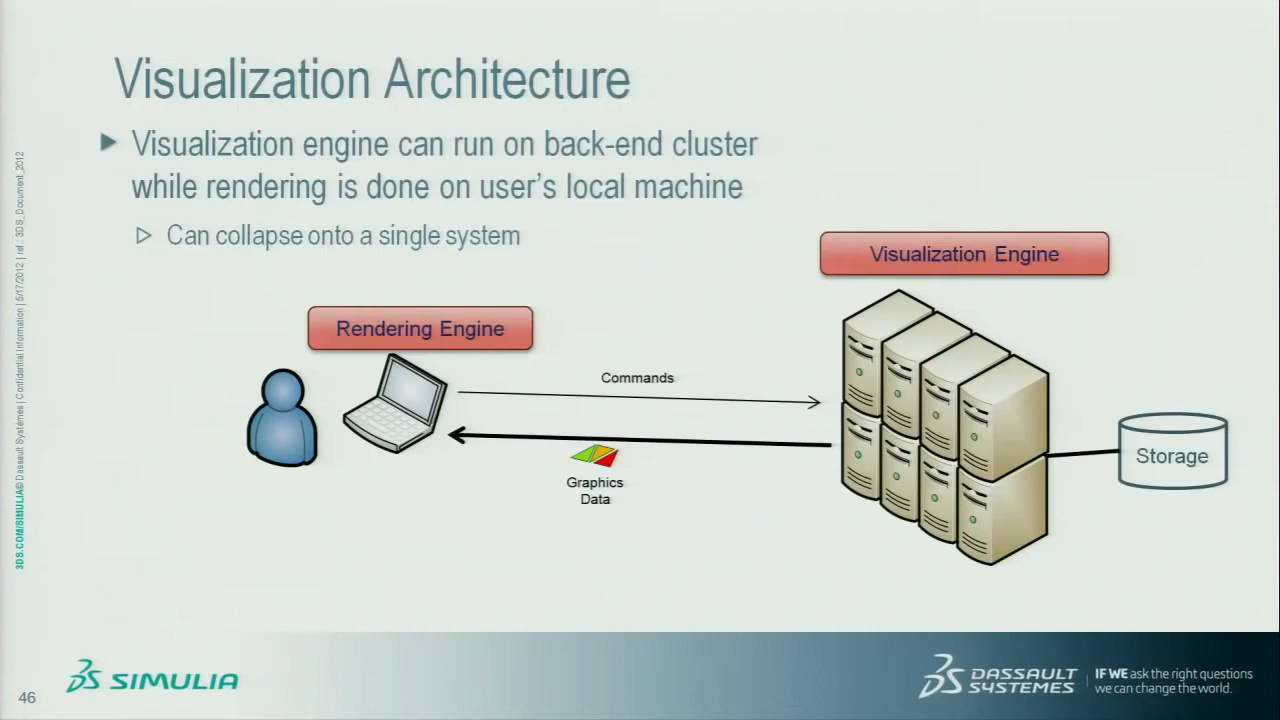 Visualization Architecture
Visualization engine can run on back-end cluster
while rendering is done on user's local machine
Can collapse onto a single system
Visualization Engine
Rendering Engine
Commands
Graphics
Data
Storage
3DS.COM/SIMULIA© Dassault Systèmes | Confidential Information | 5/17/2012 | ref.: 3DS_Document_2012
SIMULIA
46
DASSAULT
SYSTEMES
IF WE ask the right questions
we can change the world.